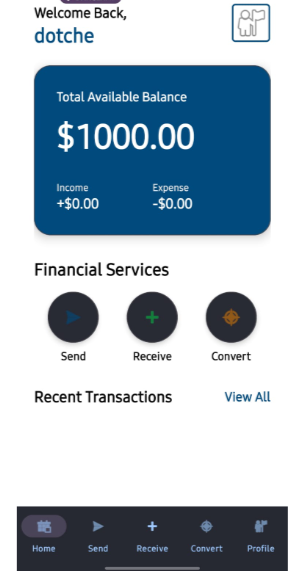 Welcome Back,
dotche
Total Available Balance
$1000.00
Income Expense
+$0.00 -$0.00
Financial Services
Send Receive Convert
Recent Transactions View All
Home Send Receive Convert Profile